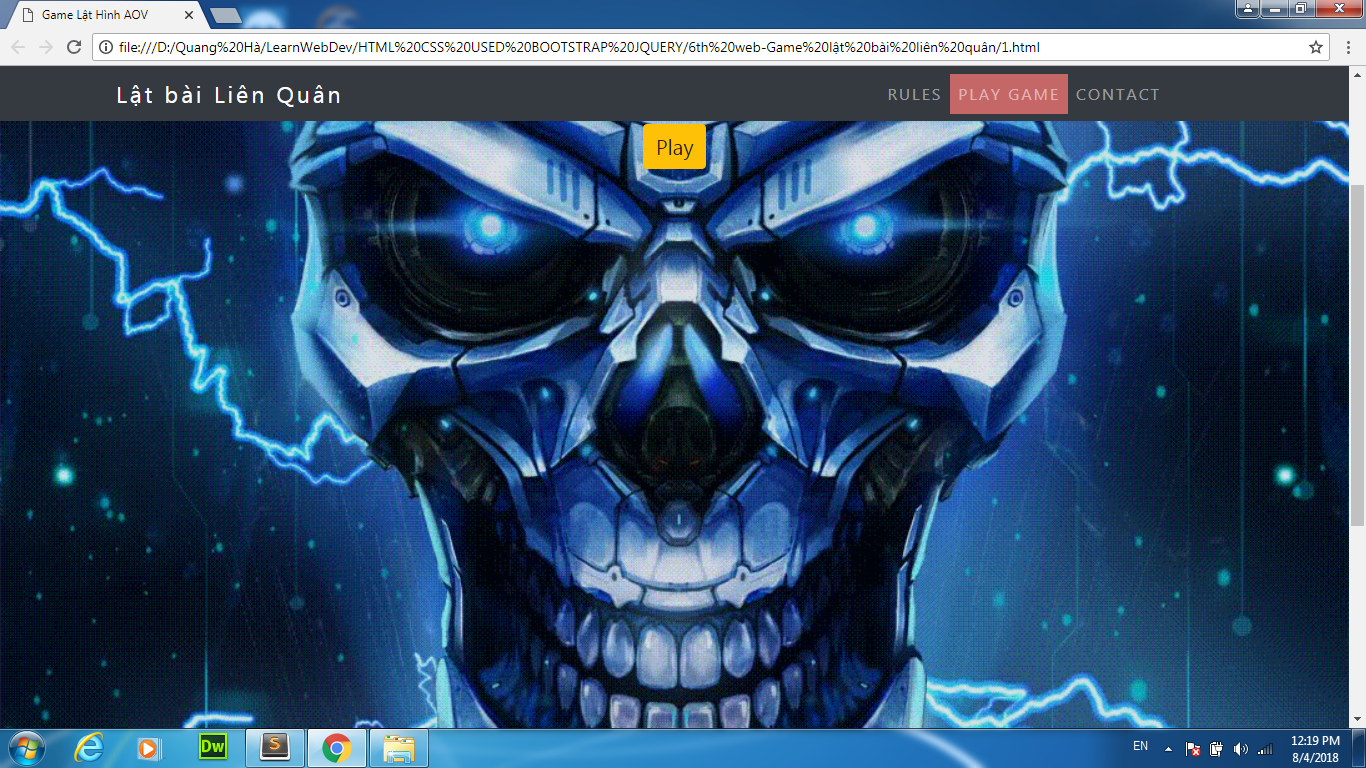 Game Lật Hình AOV
file:///D:/Quang%20Hà/LearnWebDev/HTML%20CSS%20USED%20BOOTSTRAP%20JQUERY/6th%20web-Game%20lật%20bài%20liên%20quân/1.html
Lật bài Liên Quân RULES PLAY GAME CONTACT
Play
Dw S EN 12:19 PM
8/4/2018